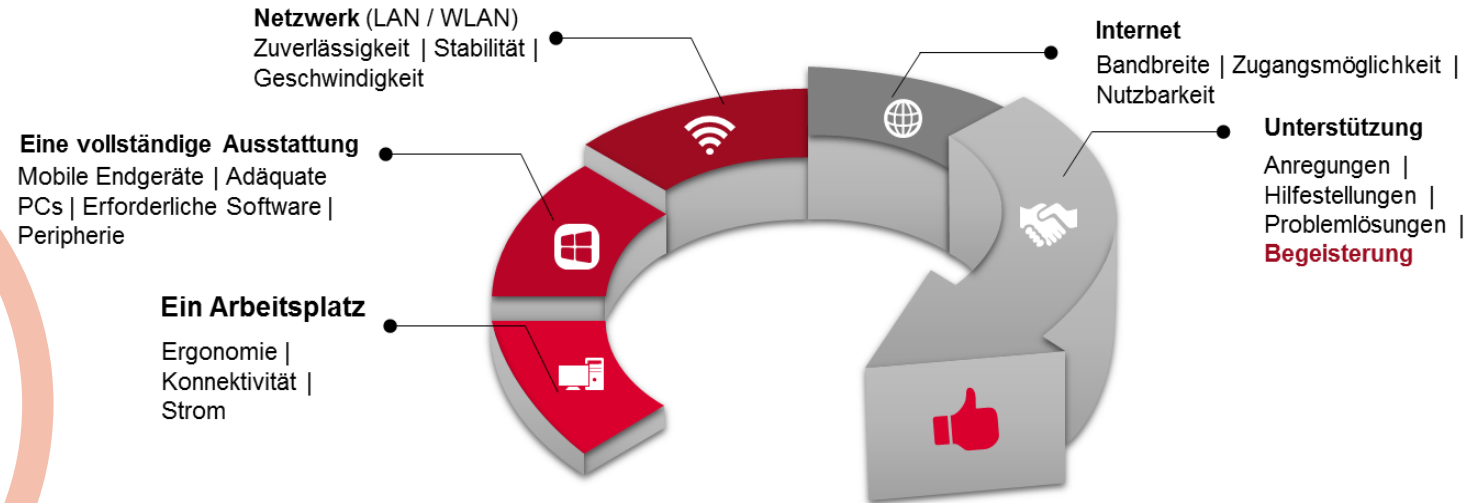 Netzwerk (LAN / WLAN)
Zuverlässigkeit | Stabilität |
Geschwindigkeit
Internet
Bandbreite | Zugangsmöglichkeit |
Nutzbarkeit
Eine vollständige Ausstattung
Mobile Endgeräte | Adäquate
PCs | Erforderliche Software |
Peripherie
Unterstützung
Anregungen |
Hilfestellungen |
Problemlösungen |
Begeisterung
Ein Arbeitsplatz
Ergonomie |
Konnektivität |
Strom